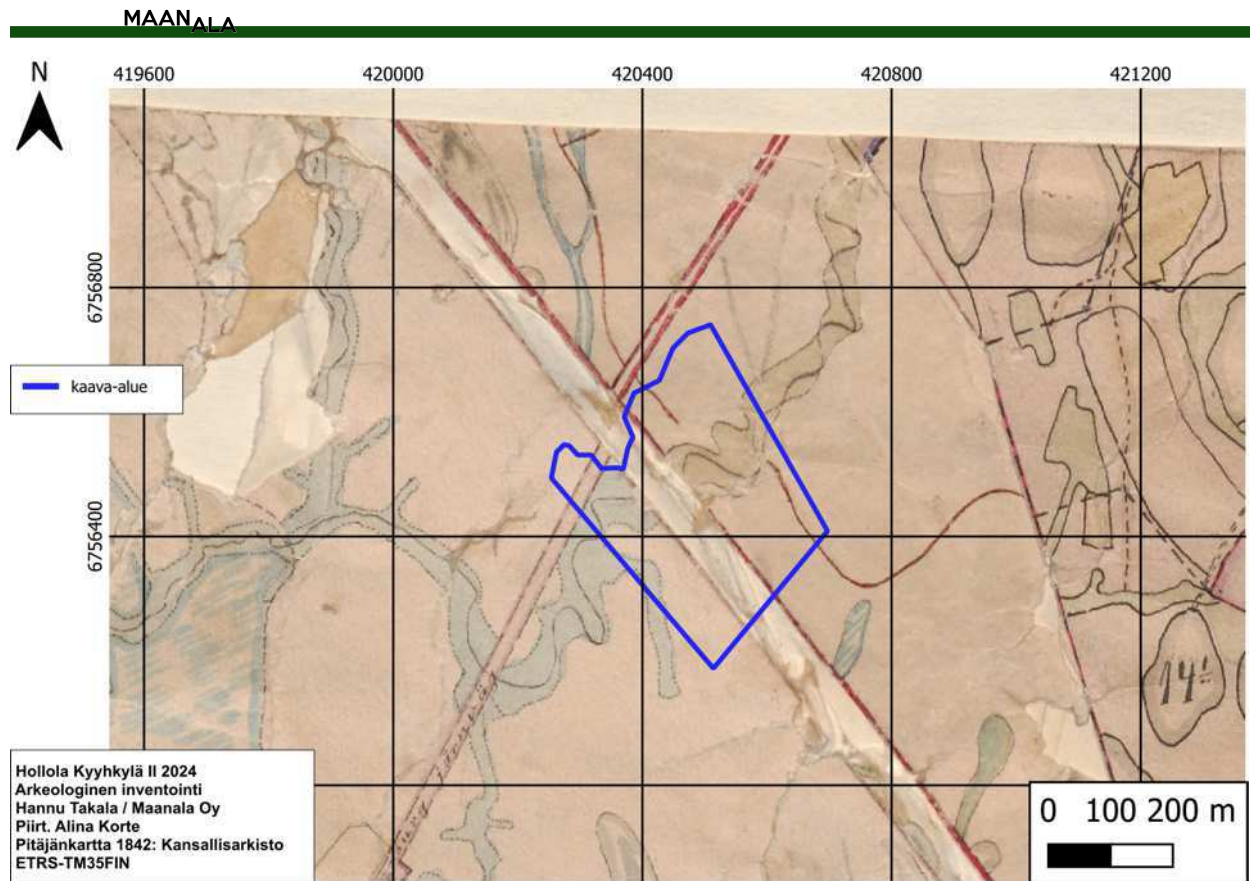 MAANALA
N
419600 420000 420400 420800 421200
6756800
kaava-alue
6756400
14
Hollola Kyyhkylä II 2024
Arkeologinen inventointi
Hannu Takala / Maanala Oy
Piirt. Alina Korte
Pitäjänkartta 1842: Kansallisarkisto
ETRS-TM35FIN
0 100 200 m